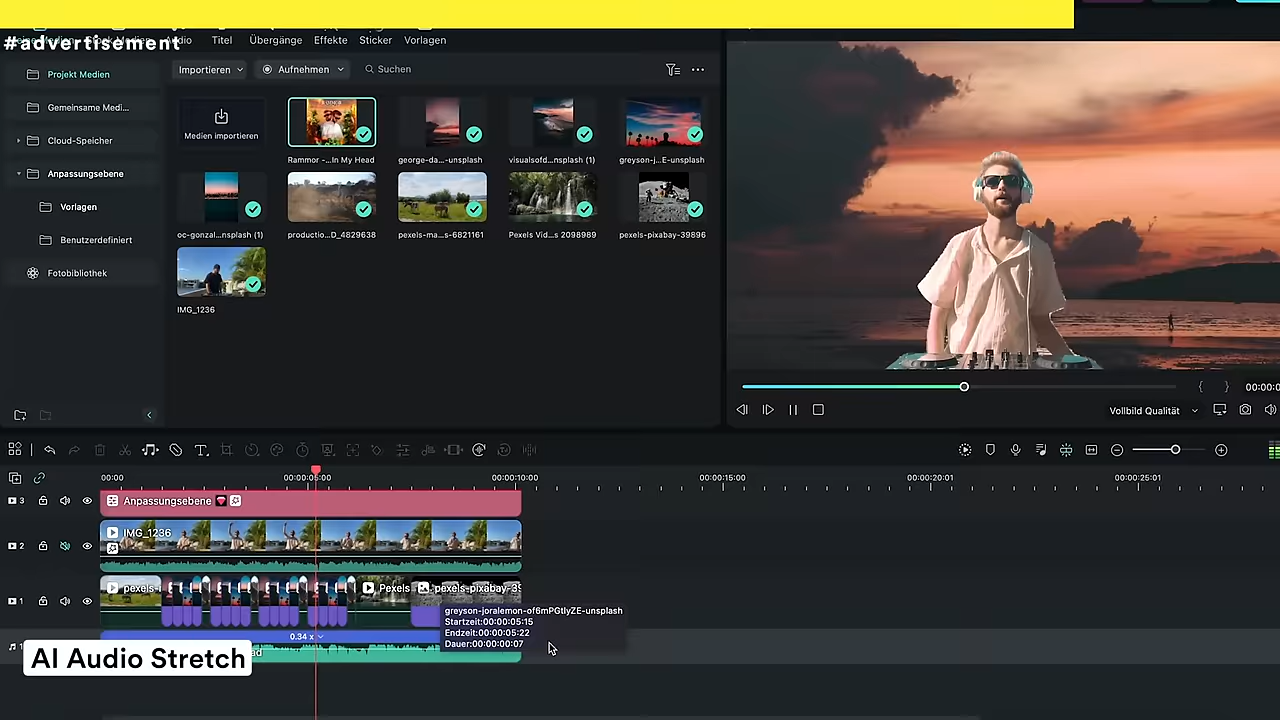 #advertisement
Titel Übergänge Effekte Sticker Vorlagen
Projekt Medien
Gemeinsame Medi...
Cloud-Speicher
Anpassungsebene
Vorlagen
Benutzerdefiniert
Fotobibliothek
Importieren Aufnehmen Suchen
Medien importieren
Rammor -...In My Head
george-da...-unsplash
visualsofd...nsplash (1)
greyson-j...E-unsplash
oc-gonzal...nsplash (1)
productio...D_4829638
pexels-ma...s-6821161
Pexels Vid...s 2098989
pexels-pixabay-39896
IMG_1236
{ } 00:00:0
Vollbild Qualität
00:00 00:00:05:00 00:00:10:00 00:00:15:00 00:00:20:01 00:00:25:01
3 Anpassungsebene
2 IMG_1236
1 pexels-
Pexels
pexels-pixabay-39
greyson-joralemon-of6mPGtlyZE-unsplash
Startzeit:00:00:05:15
Endzeit:00:00:05:22
Dauer:00:00:00:07
0.34 x
AI Audio Stretch